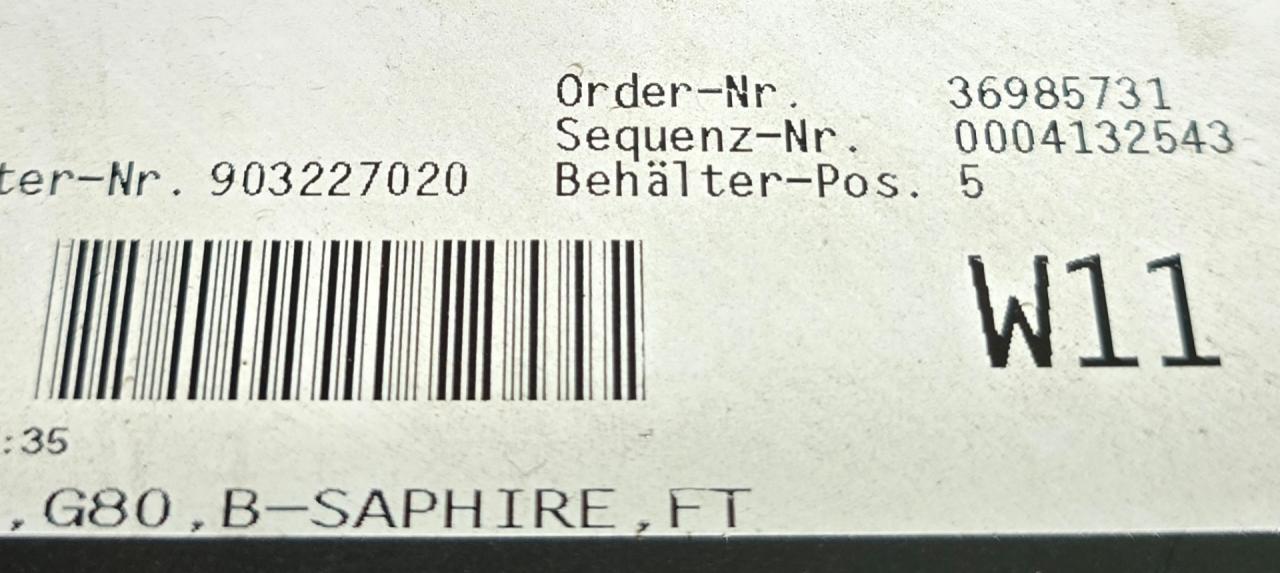 Order-Nr. 36985731
Sequenz-Nr. 0004132543
ter-Nr. 903227020 Behälter-Pos. 5
W11
:35
,G80,B-SAPHIRE,FT